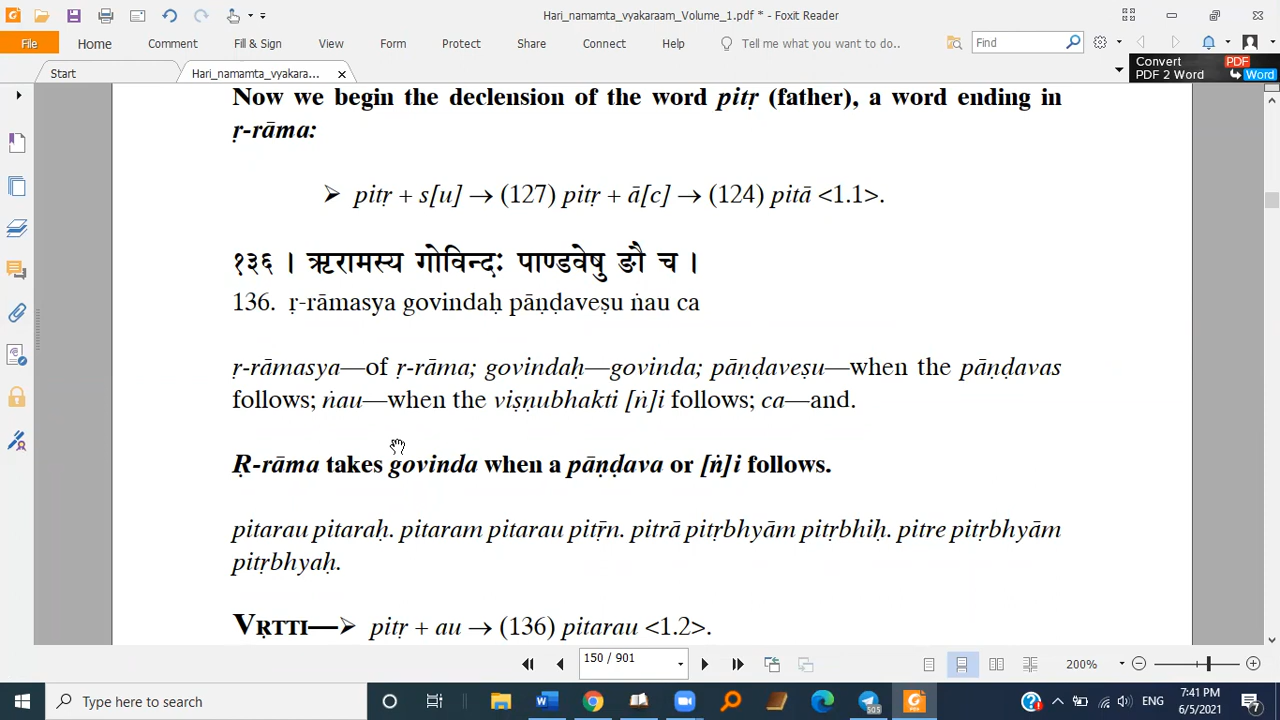 Hari_namamta_vyakaraam_Volume_1.pdf * - Foxit Reader
File Home Comment Fill & Sign View Form Protect Share Connect Help Tell me what you want to do.. Find
Start Hari_namamta_vyakara... Convert PDF PDF 2 Word Word
Now we begin the declension of the word pitṛ (father), a word ending in
ṛ-rāma:
➢ pitṛ + s[u] → (127) pitṛ + ā[c] → (124) pitā <1.1>.
१३६ । ऋरामस्य गोविन्दः पाण्डवेषु ङौ च ।
136. ṛ-rāmasya govindaḥ pāṇḍaveṣu ṅau ca
ṛ-rāmasya—of ṛ-rāma; govindaḥ—govinda; pāṇḍaveṣu—when the pāṇḍavas
follows; ṅau—when the viṣṇubhakti [ṅ]i follows; ca—and.
Ṛ-rāma takes govinda when a pāṇḍava or [ṅ]i follows.
pitarau pitaraḥ. pitaram pitarau pitṝn. pitrā pitṛbhyām pitṛbhiḥ. pitre pitṛbhyām
pitṛbhyaḥ.
VṚTTI—➢ pitṛ + au → (136) pitarau <1.2>.
150 / 901 200%
Type here to search 505 ENG 7:41 PM 7
6/5/2021